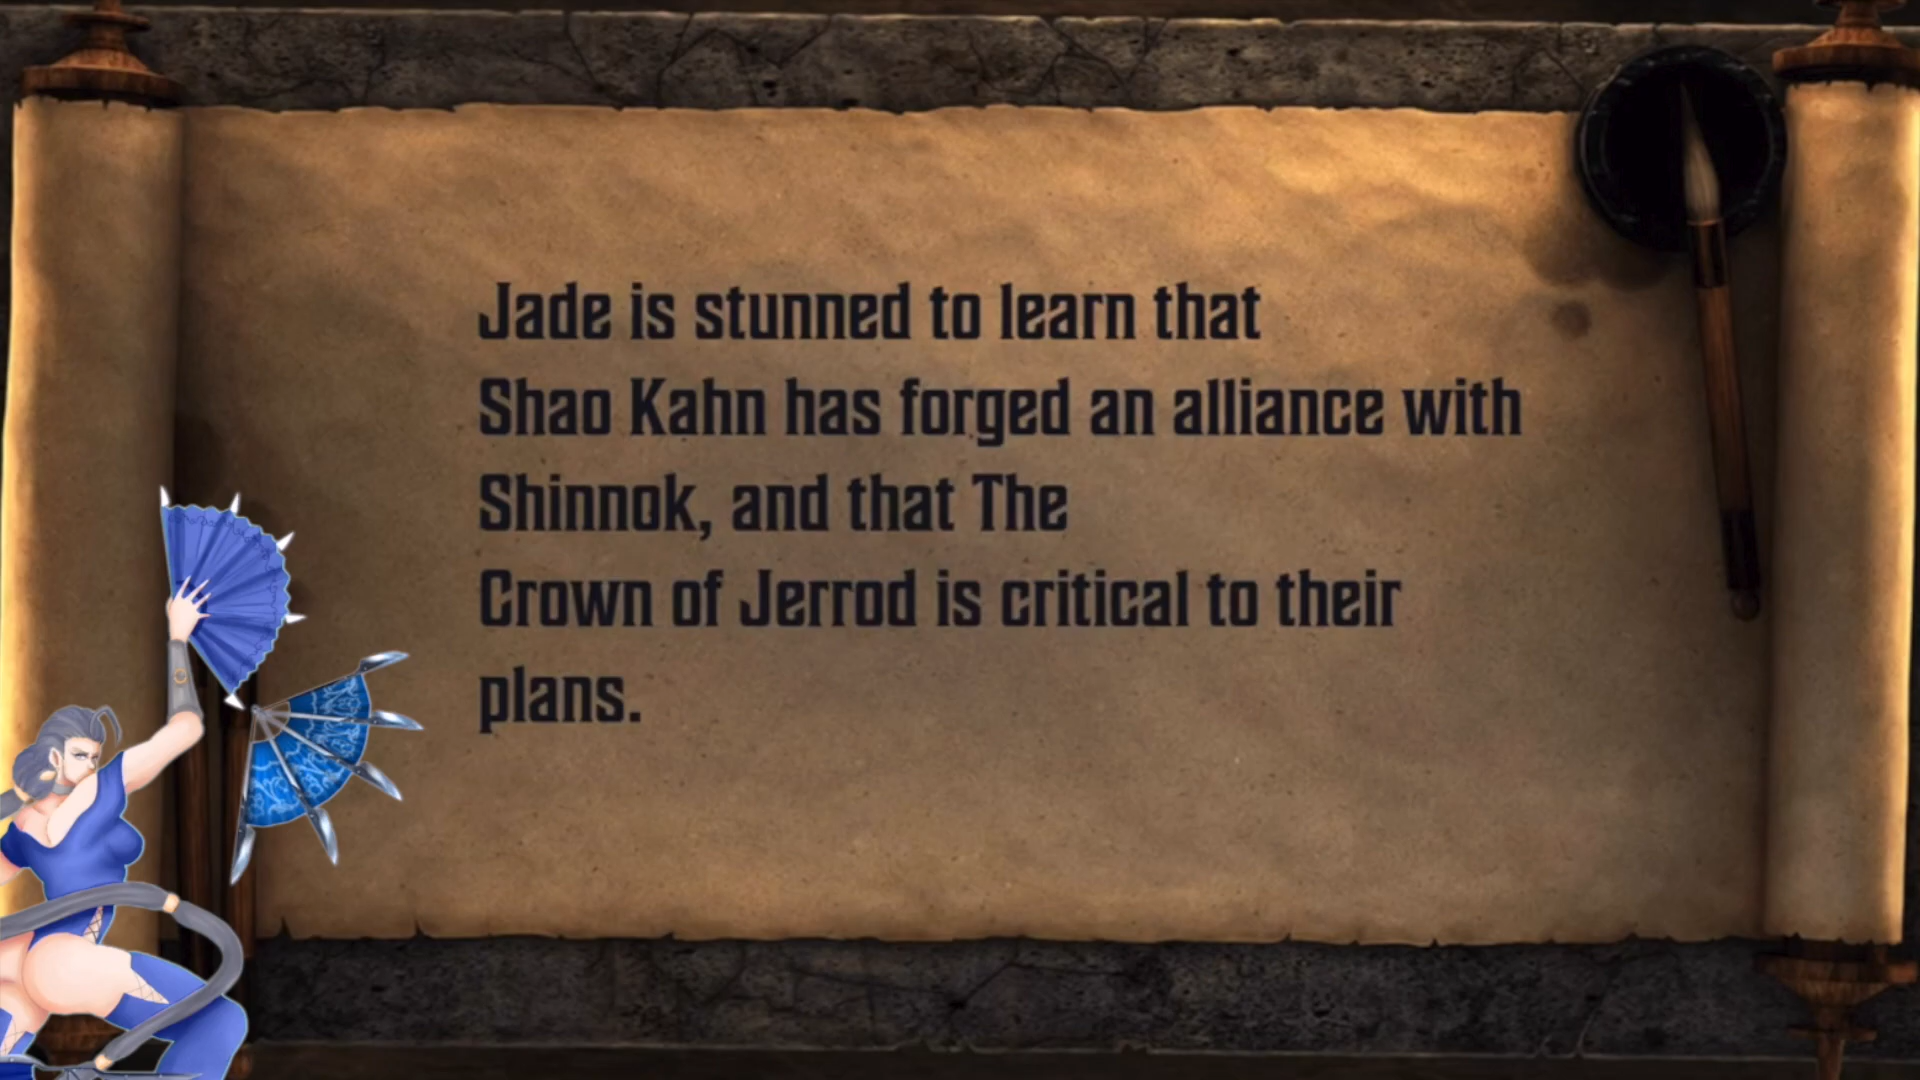 Jade is stunned to learn that
Shao Kahn has forged an alliance with
Shinnok, and that The
Crown of Jerrod is critical to their
plans.